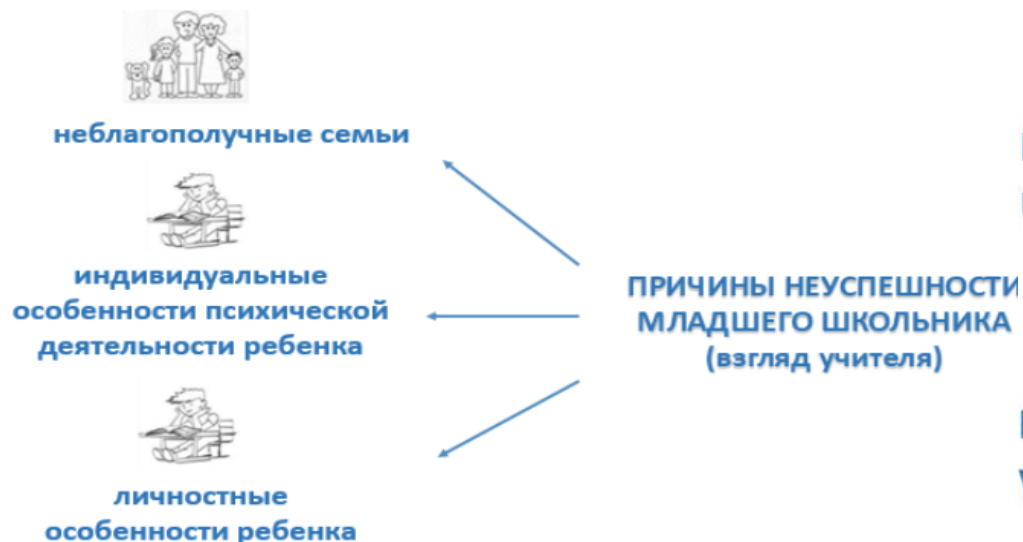 неблагополучные семьи
индивидуальные
особенности психической
деятельности ребенка
личностные
особенности ребенка
ПРИЧИНЫ НЕУСПЕШНОСТИ
МЛАДШЕГО ШКОЛЬНИКА
(взгляд учителя)